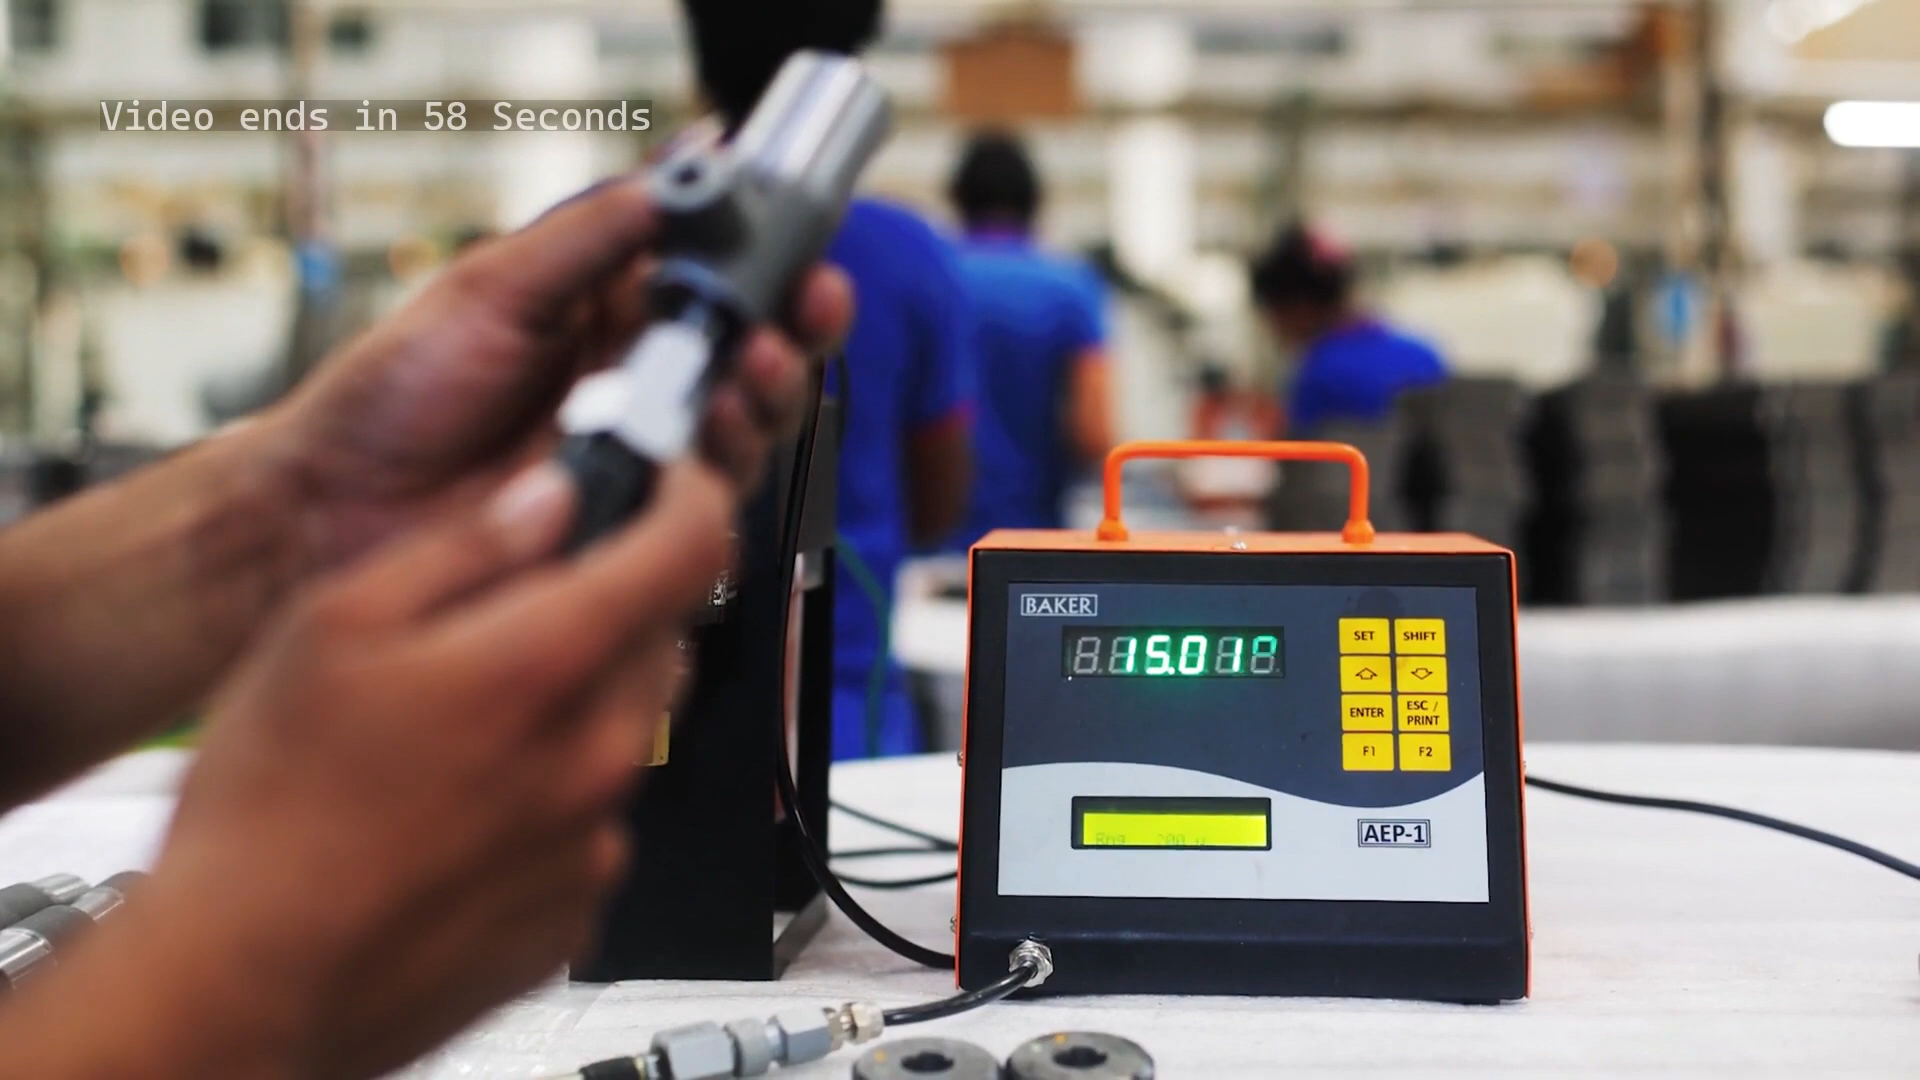 Video ends in 58 Seconds
BAKER
15.01
SET SHIFT
ENTER ESC / PRINT
F1 F2
AEP-1